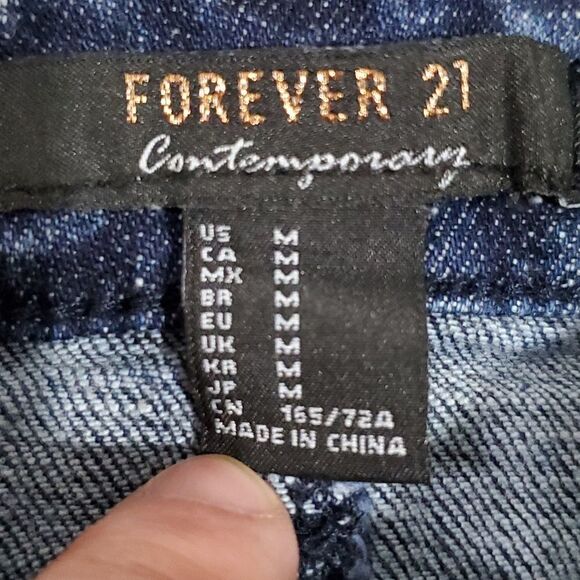 FOREVER 21
Contemporary
US M
CA M
MX M
BR M
EU M
UK M
KR M
JP M
CN 165/72A
MADE IN CHINA